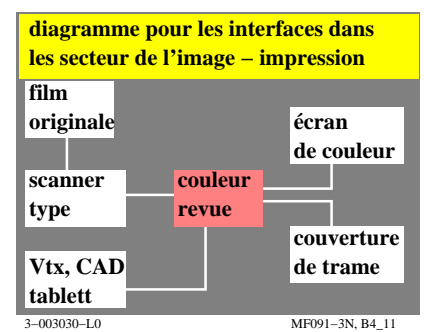 diagramme pour les interfaces dans
les secteur de l'image – impression
film
originale
écran
de couleur
scanner
type
couleur
revue
couverture
de trame
Vtx, CAD
tablett
3–003030–L0
MF091–3N, B4_11